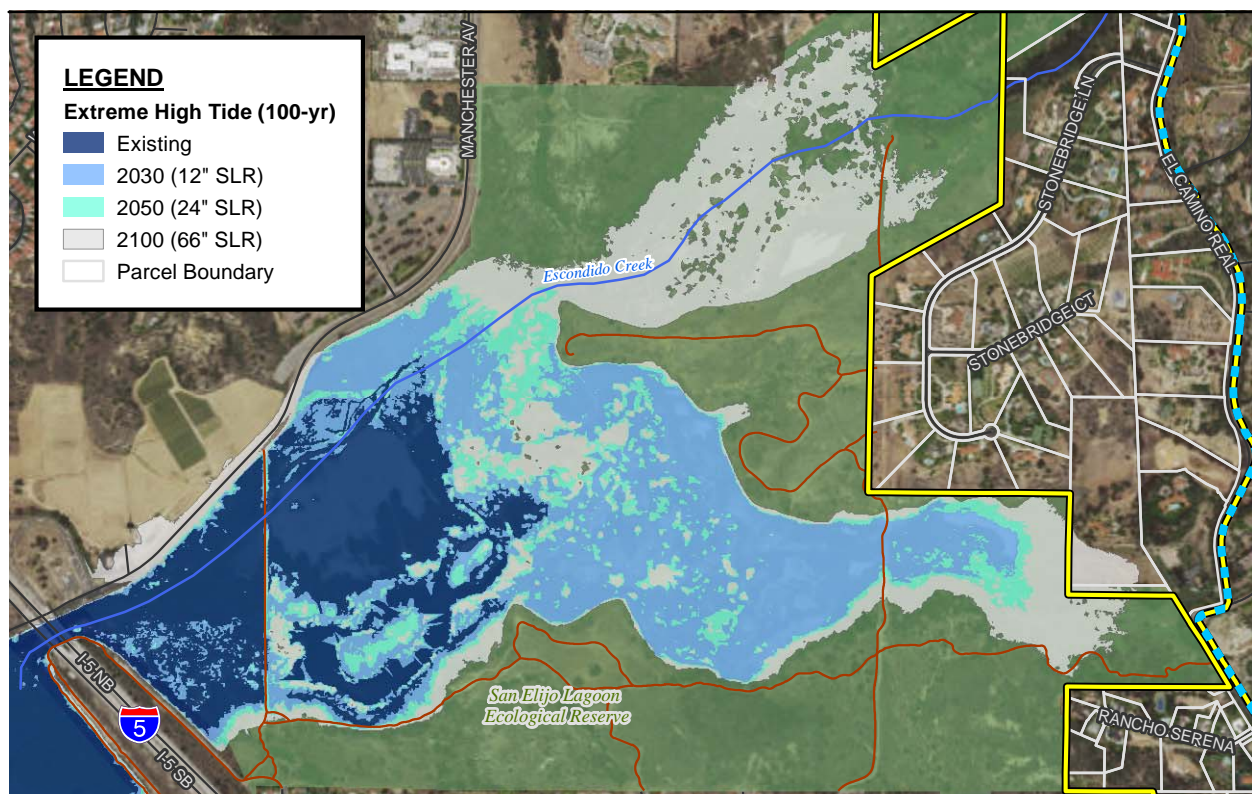 LEGEND
Extreme High Tide (100-yr)
Existing
2030 (12" SLR)
2050 (24" SLR)
2100 (66" SLR)
Parcel Boundary
MANCHESTER AV
STONEBRIDGE LN
EL CAMINO REAL
Escondido Creek
STONEBRIDGE CT
San Elijo Lagoon
Ecological Reserve
I-5 NB
5
I-5 SB
RANCHO SERENA